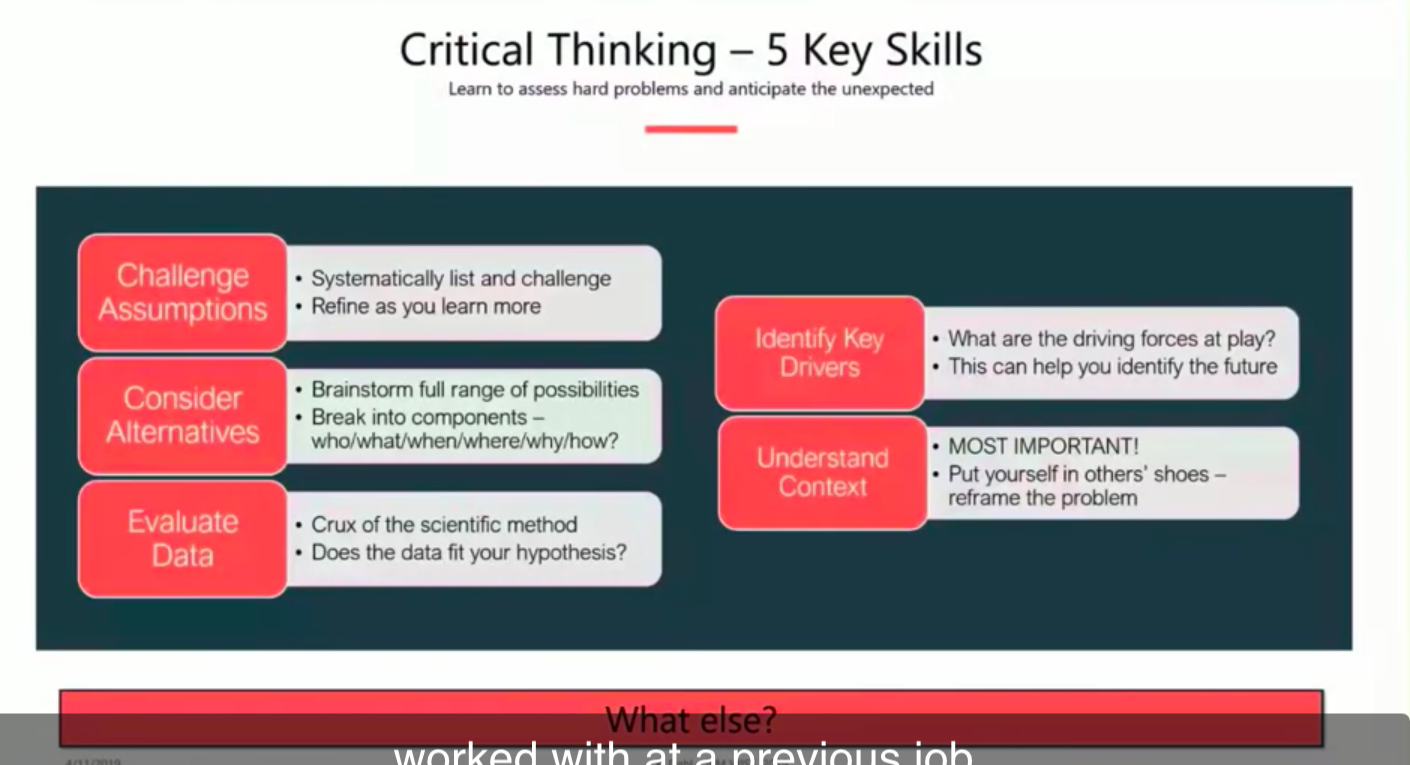 Critical Thinking – 5 Key Skills
Learn to assess hard problems and anticipate the unexpected
Challenge
Assumptions
• Systematically list and challenge
• Refine as you learn more
Consider
Alternatives
• Brainstorm full range of possibilities
• Break into components –
who/what/when/where/why/how?
Evaluate
Data
• Crux of the scientific method
• Does the data fit your hypothesis?
Identify Key
Drivers
• What are the driving forces at play?
• This can help you identify the future
Understand
Context
• MOST IMPORTANT!
• Put yourself in others' shoes –
reframe the problem
What else?
worked with at a previous job
4/11/2019